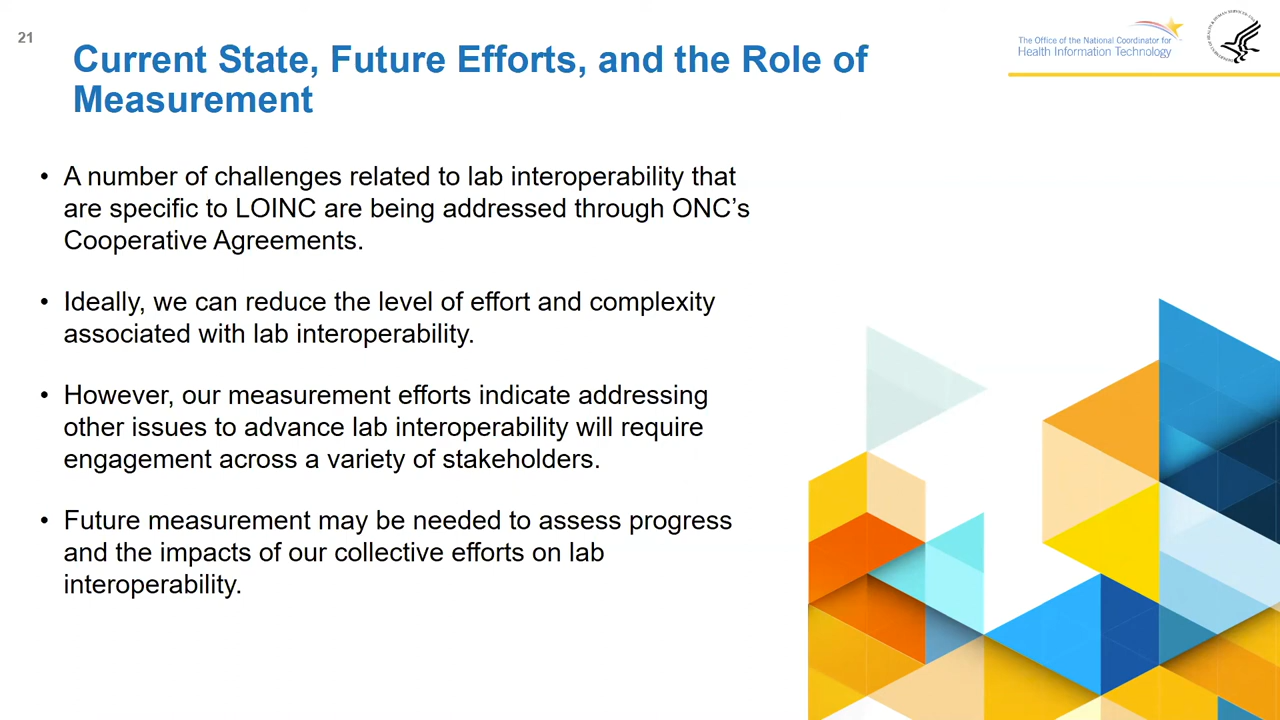 21
Current State, Future Efforts, and the Role of
Measurement
The Office of the National Coordinator for
Health Information Technology
• A number of challenges related to lab interoperability that
are specific to LOINC are being addressed through ONC’s
Cooperative Agreements.
• Ideally, we can reduce the level of effort and complexity
associated with lab interoperability.
• However, our measurement efforts indicate addressing
other issues to advance lab interoperability will require
engagement across a variety of stakeholders.
• Future measurement may be needed to assess progress
and the impacts of our collective efforts on lab
interoperability.